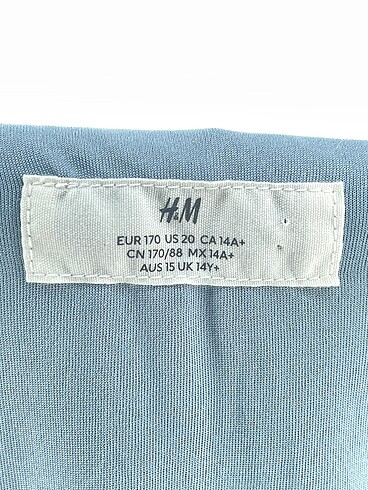 H&M
EUR 170 US 20 CA 14A+
CN 170/88 MX 14A+
AUS 15 UK 14Y+